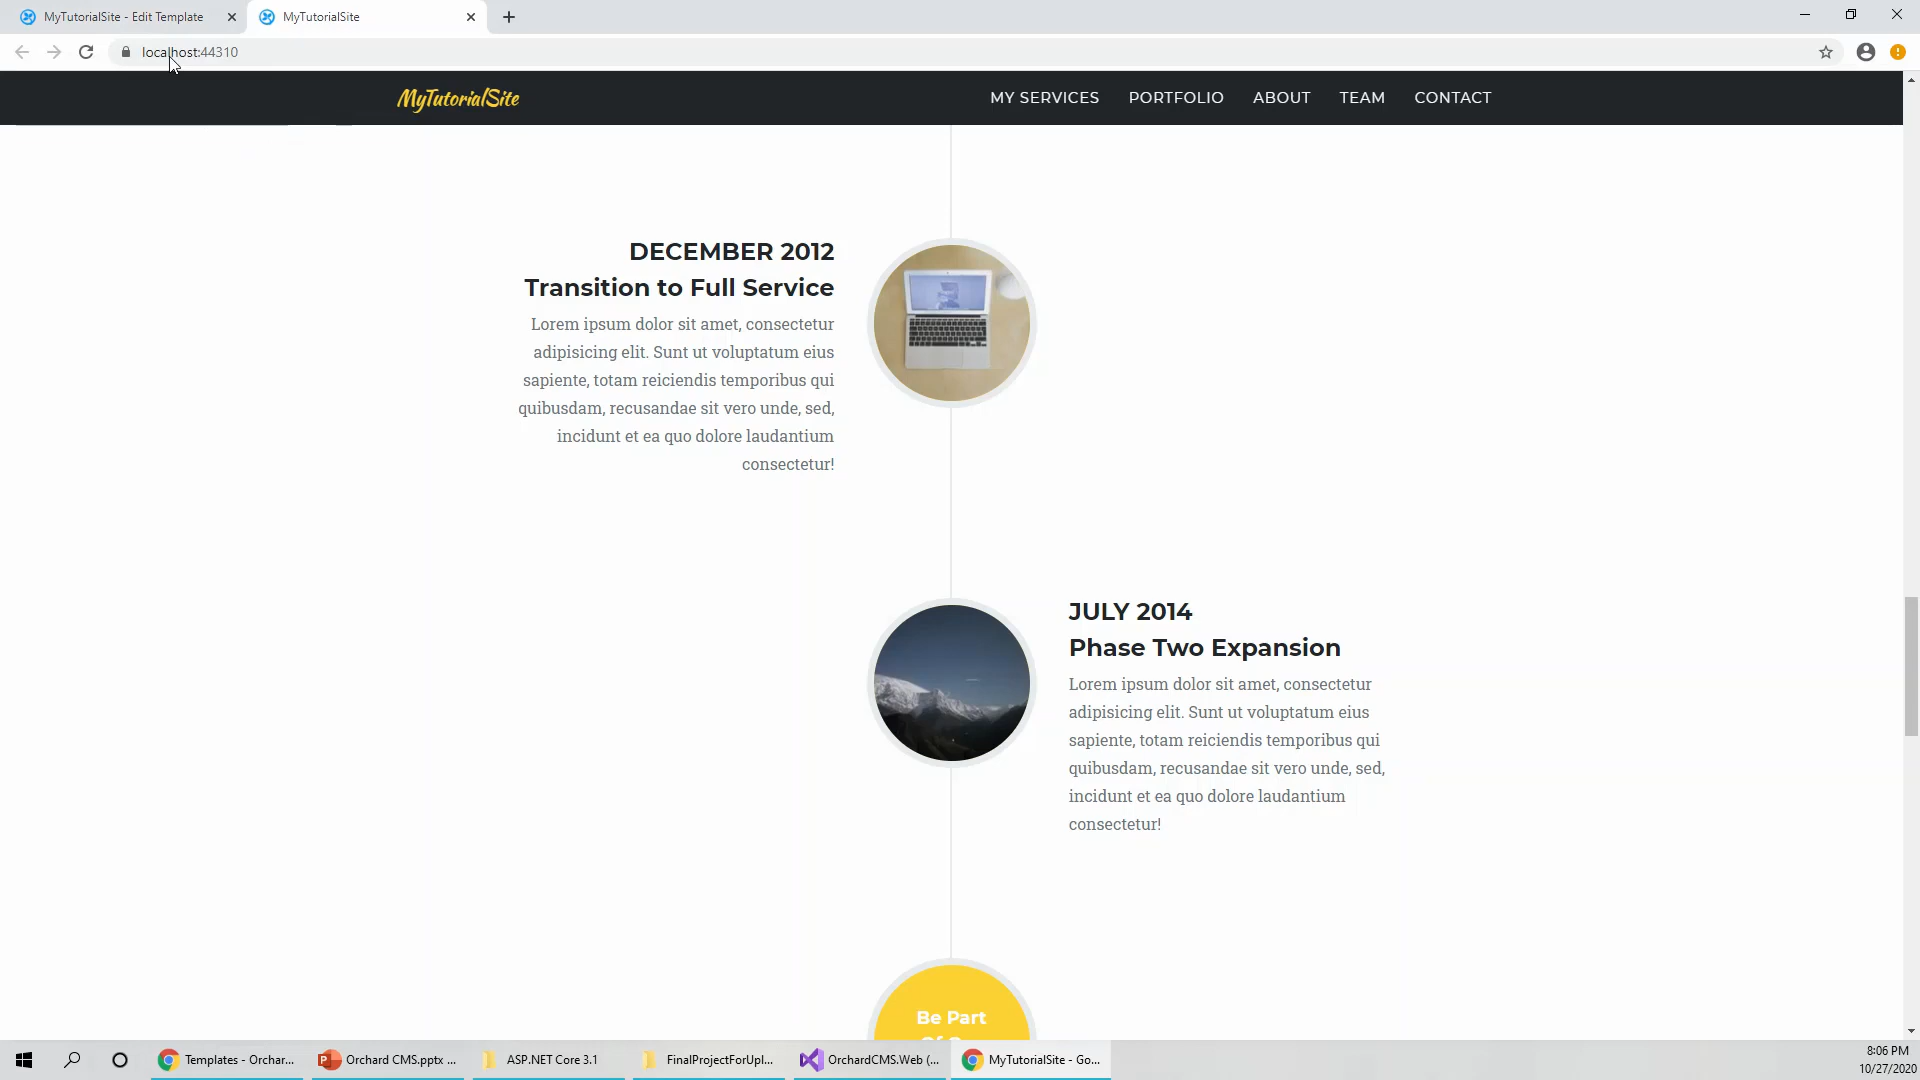 MyTutorialSite - Edit Template
MyTutorialSite
localhost:44310
MyTutorialSite
MY SERVICES
PORTFOLIO
ABOUT
TEAM
CONTACT
DECEMBER 2012
Transition to Full Service
Lorem ipsum dolor sit amet, consectetur
adipisicing elit. Sunt ut voluptatum eius
sapiente, totam reiciendis temporibus qui
quibusdam, recusandae sit vero unde, sed,
incidunt et ea quo dolore laudantium
consectetur!
JULY 2014
Phase Two Expansion
Lorem ipsum dolor sit amet, consectetur
adipisicing elit. Sunt ut voluptatum eius
sapiente, totam reiciendis temporibus qui
quibusdam, recusandae sit vero unde, sed,
incidunt et ea quo dolore laudantium
consectetur!
Be Part
Templates - Orchar...
Orchard CMS.pptx ...
ASP.NET Core 3.1
FinalProjectForUpl...
OrchardCMS.Web (...
MyTutorialSite - Go...
8:06 PM
10/27/2020